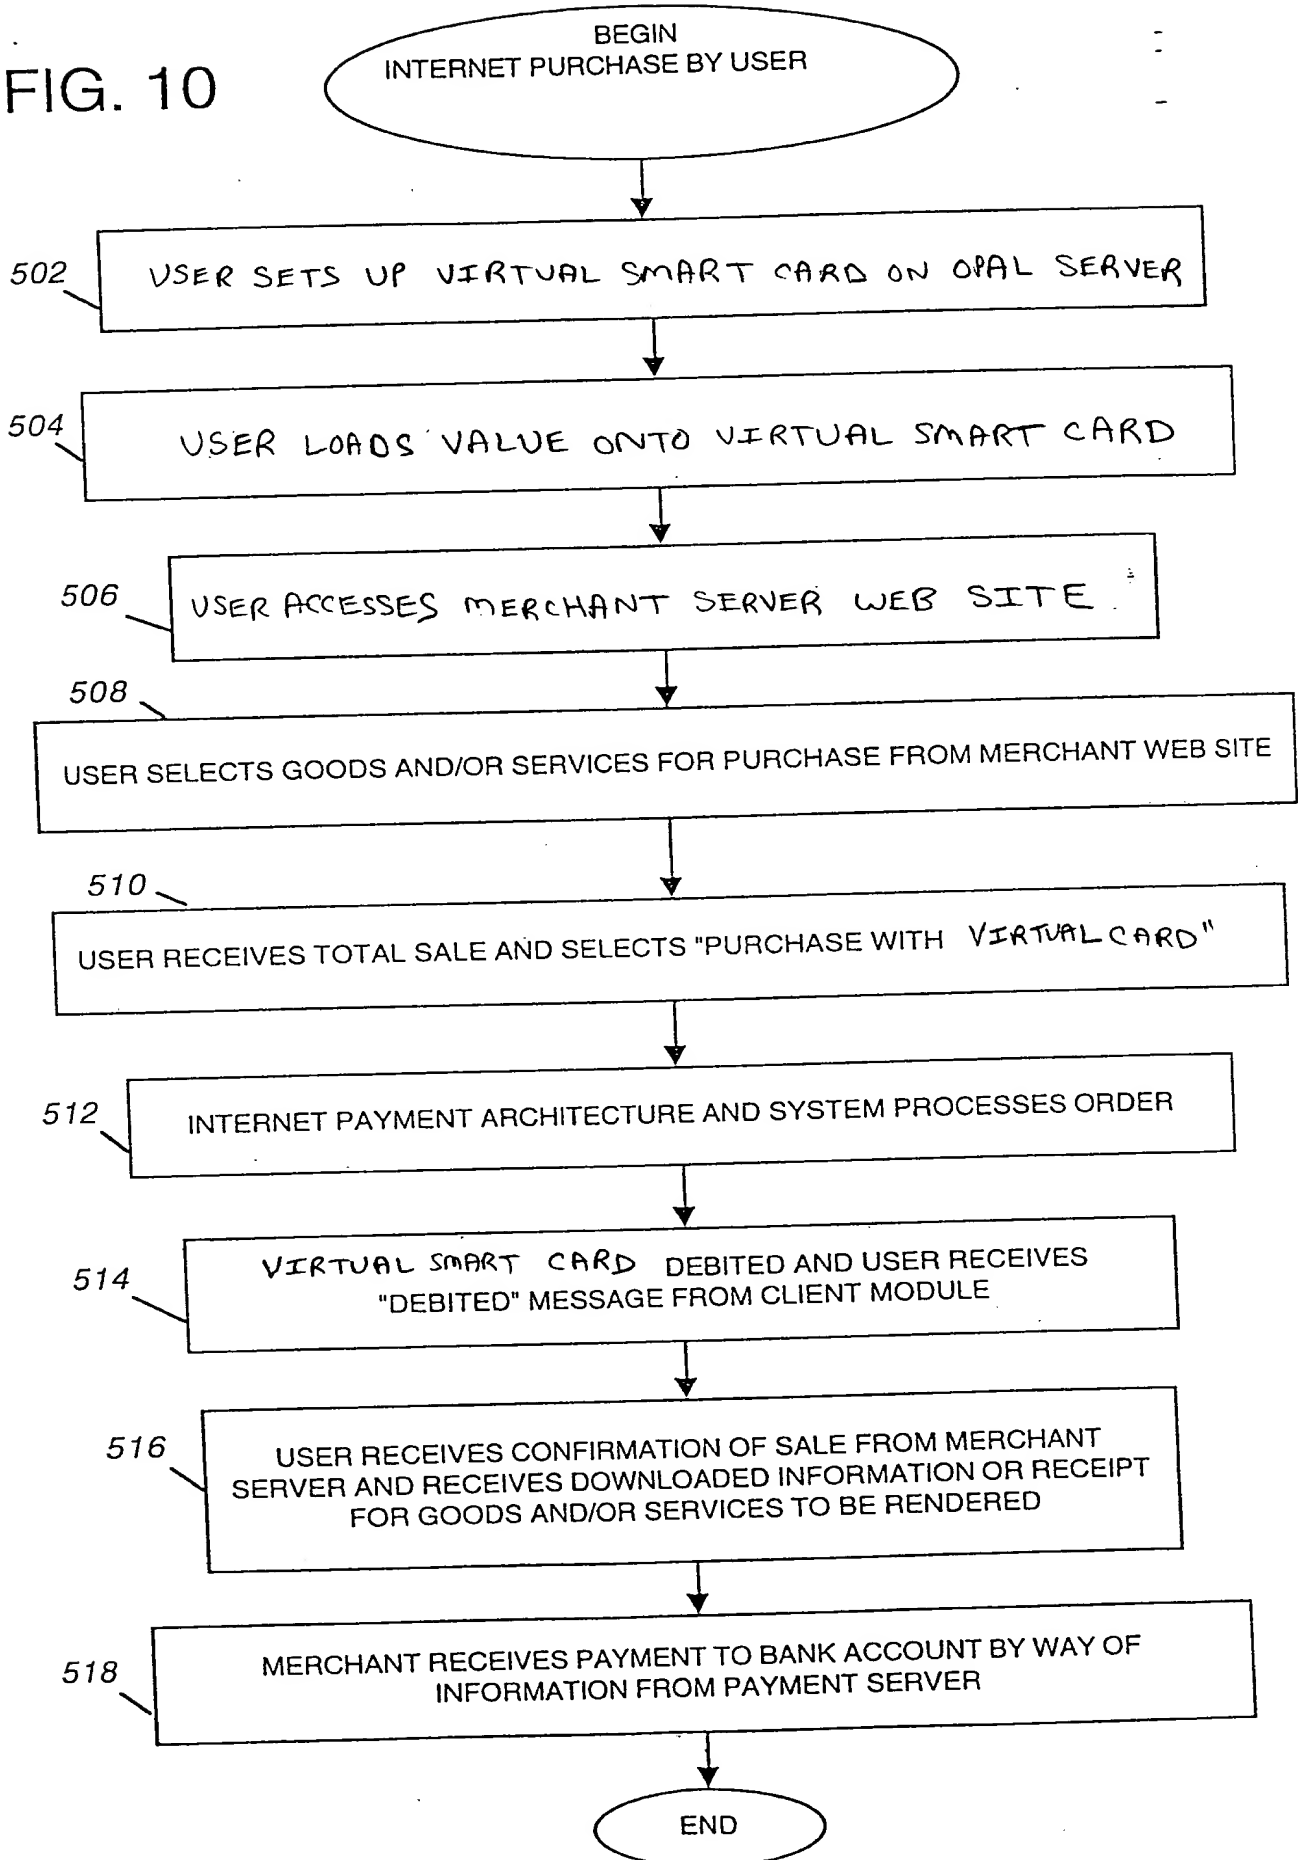 FIG. 10
BEGIN
INTERNET PURCHASE BY USER
502
USER SETS UP VIRTUAL SMART CARD ON OPAL SERVER
504
USER LOADS VALUE ONTO VIRTUAL SMART CARD
506
USER ACCESSES MERCHANT SERVER WEB SITE
508
USER SELECTS GOODS AND/OR SERVICES FOR PURCHASE FROM MERCHANT WEB SITE
510
USER RECEIVES TOTAL SALE AND SELECTS "PURCHASE WITH VIRTUAL CARD"
512
INTERNET PAYMENT ARCHITECTURE AND SYSTEM PROCESSES ORDER
514
VIRTUAL SMART CARD DEBITED AND USER RECEIVES
"DEBITED" MESSAGE FROM CLIENT MODULE
516
USER RECEIVES CONFIRMATION OF SALE FROM MERCHANT
SERVER AND RECEIVES DOWNLOADED INFORMATION OR RECEIPT
FOR GOODS AND/OR SERVICES TO BE RENDERED
518
MERCHANT RECEIVES PAYMENT TO BANK ACCOUNT BY WAY OF
INFORMATION FROM PAYMENT SERVER
END